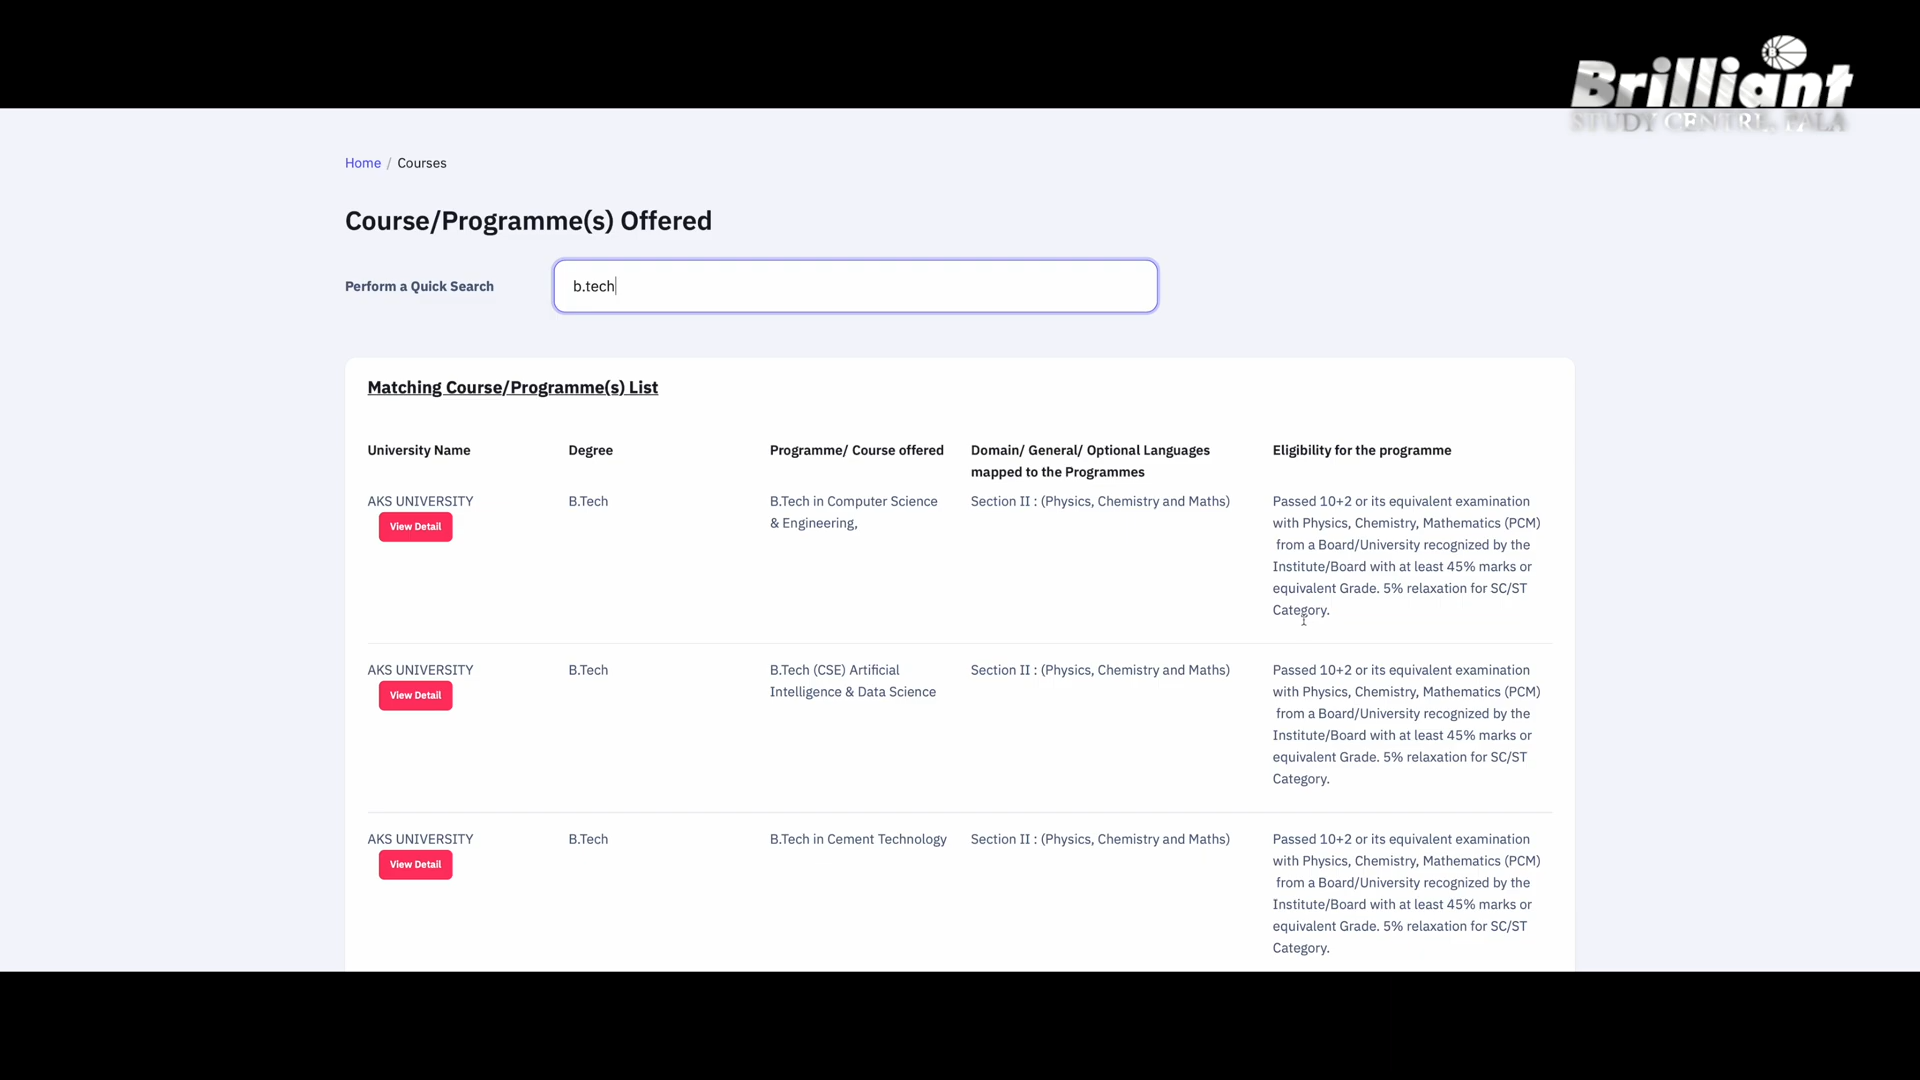 Brilliant
STUDY CENTRE, PALA
Home / Courses
Course/Programme(s) Offered
Perform a Quick Search
b.tech
Matching Course/Programme(s) List
University Name Degree Programme/ Course offered Domain/ General/ Optional Languages Eligibility for the programme
mapped to the Programmes
AKS UNIVERSITY B.Tech B.Tech in Computer Science Section II : (Physics, Chemistry and Maths) Passed 10+2 or its equivalent examination
View Detail & Engineering, with Physics, Chemistry, Mathematics (PCM)
from a Board/University recognized by the
Institute/Board with at least 45% marks or
equivalent Grade. 5% relaxation for SC/ST
Category.
AKS UNIVERSITY B.Tech B.Tech (CSE) Artificial Section II : (Physics, Chemistry and Maths) Passed 10+2 or its equivalent examination
View Detail Intelligence & Data Science with Physics, Chemistry, Mathematics (PCM)
from a Board/University recognized by the
Institute/Board with at least 45% marks or
equivalent Grade. 5% relaxation for SC/ST
Category.
AKS UNIVERSITY B.Tech B.Tech in Cement Technology Section II : (Physics, Chemistry and Maths) Passed 10+2 or its equivalent examination
View Detail with Physics, Chemistry, Mathematics (PCM)
from a Board/University recognized by the
Institute/Board with at least 45% marks or
equivalent Grade. 5% relaxation for SC/ST
Category.